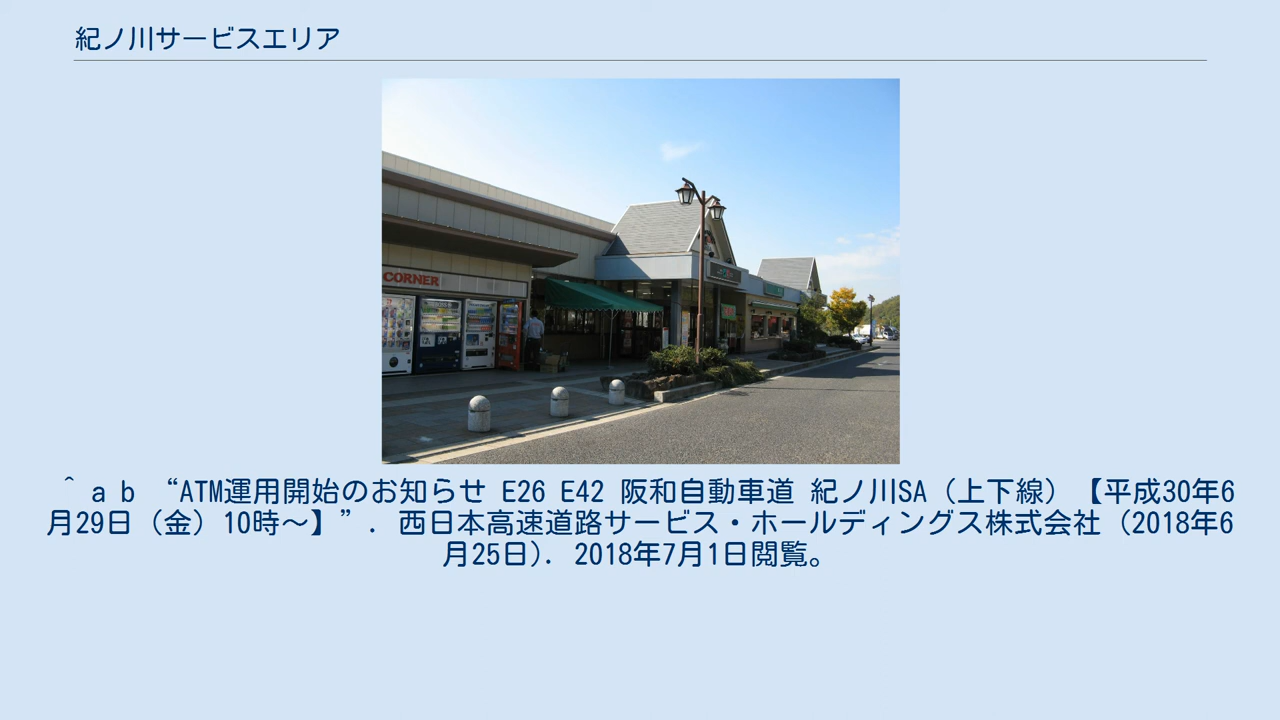 紀ノ川サービスエリア
CORNER
^ a b “ATM運用開始のお知らせ E26 E42 阪和自動車道 紀ノ川SA（上下線）【平成30年6
月29日（金）10時～】”. 西日本高速道路サービス・ホールディングス株式会社 (2018年6
月25日). 2018年7月1日閲覧。